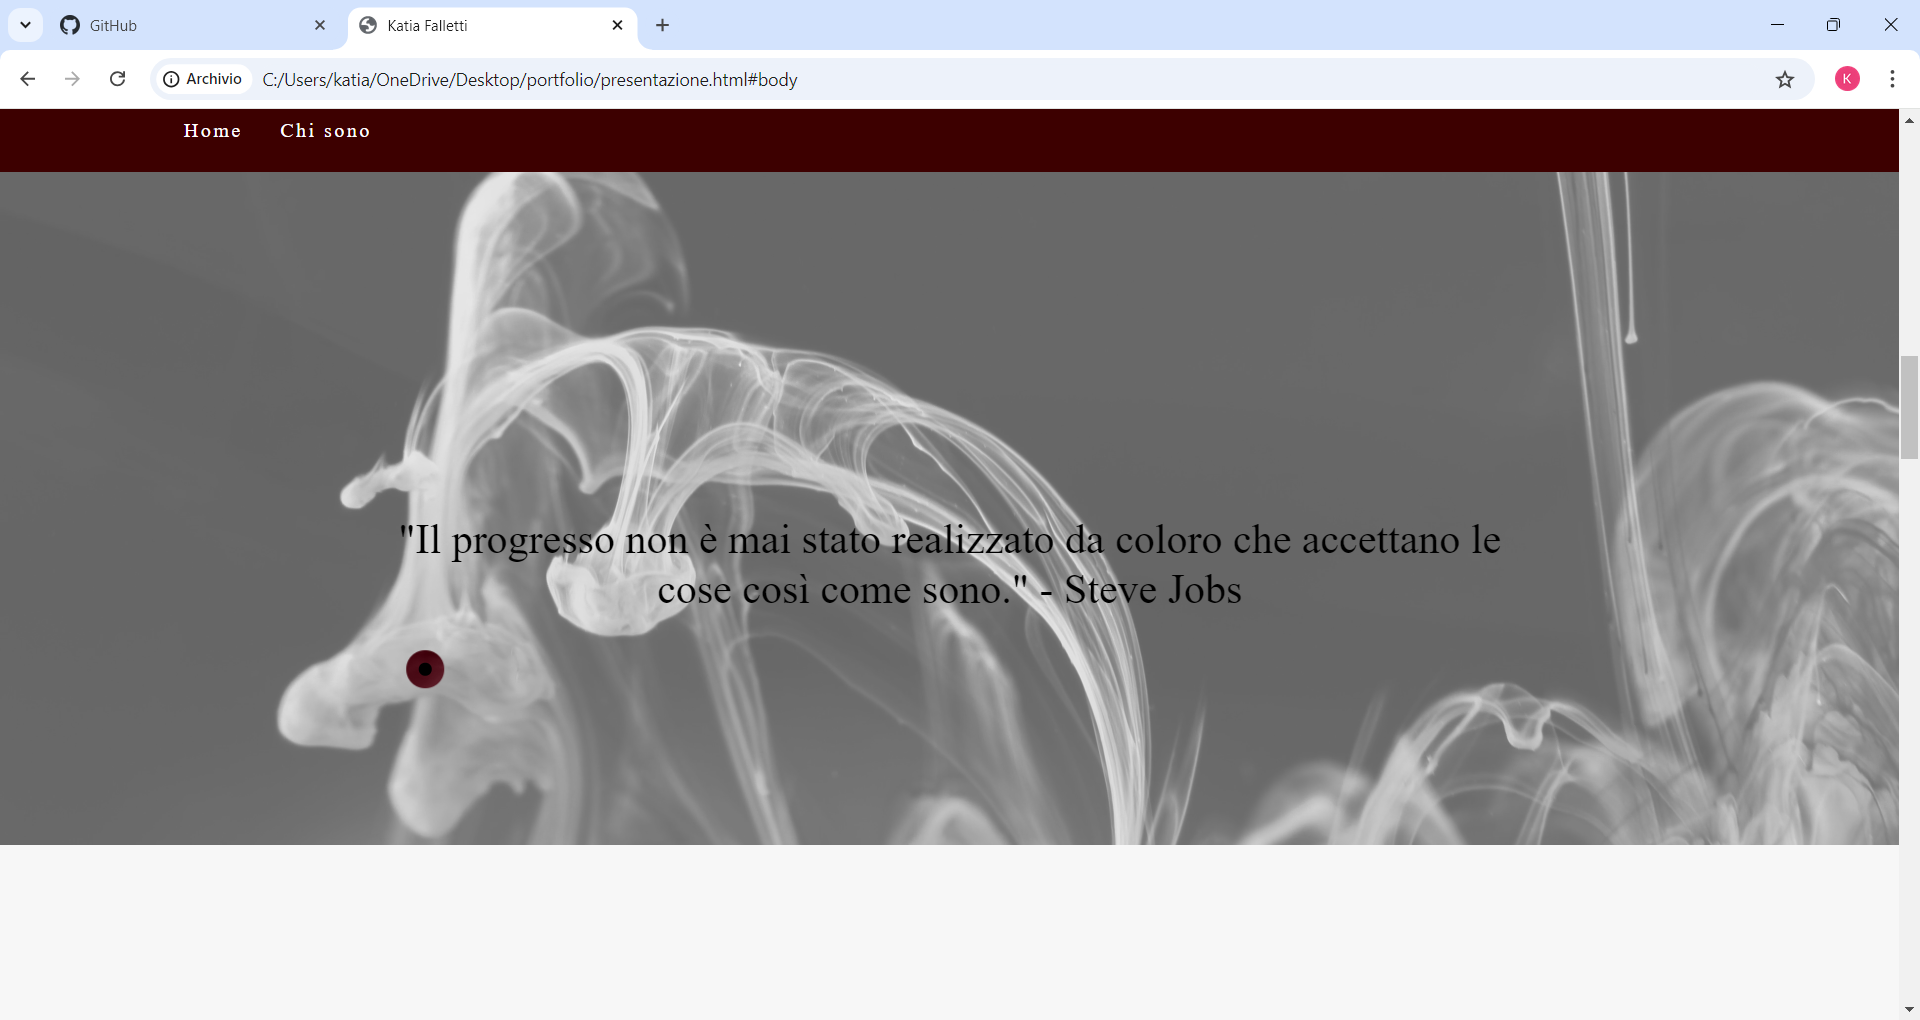 GitHub
Katia Falletti
Archivio
C:/Users/katia/OneDrive/Desktop/portfolio/presentazione.html#body
K
Home
Chi sono
"Il progresso non è mai stato realizzato da coloro che accettano le
cose così come sono." - Steve Jobs